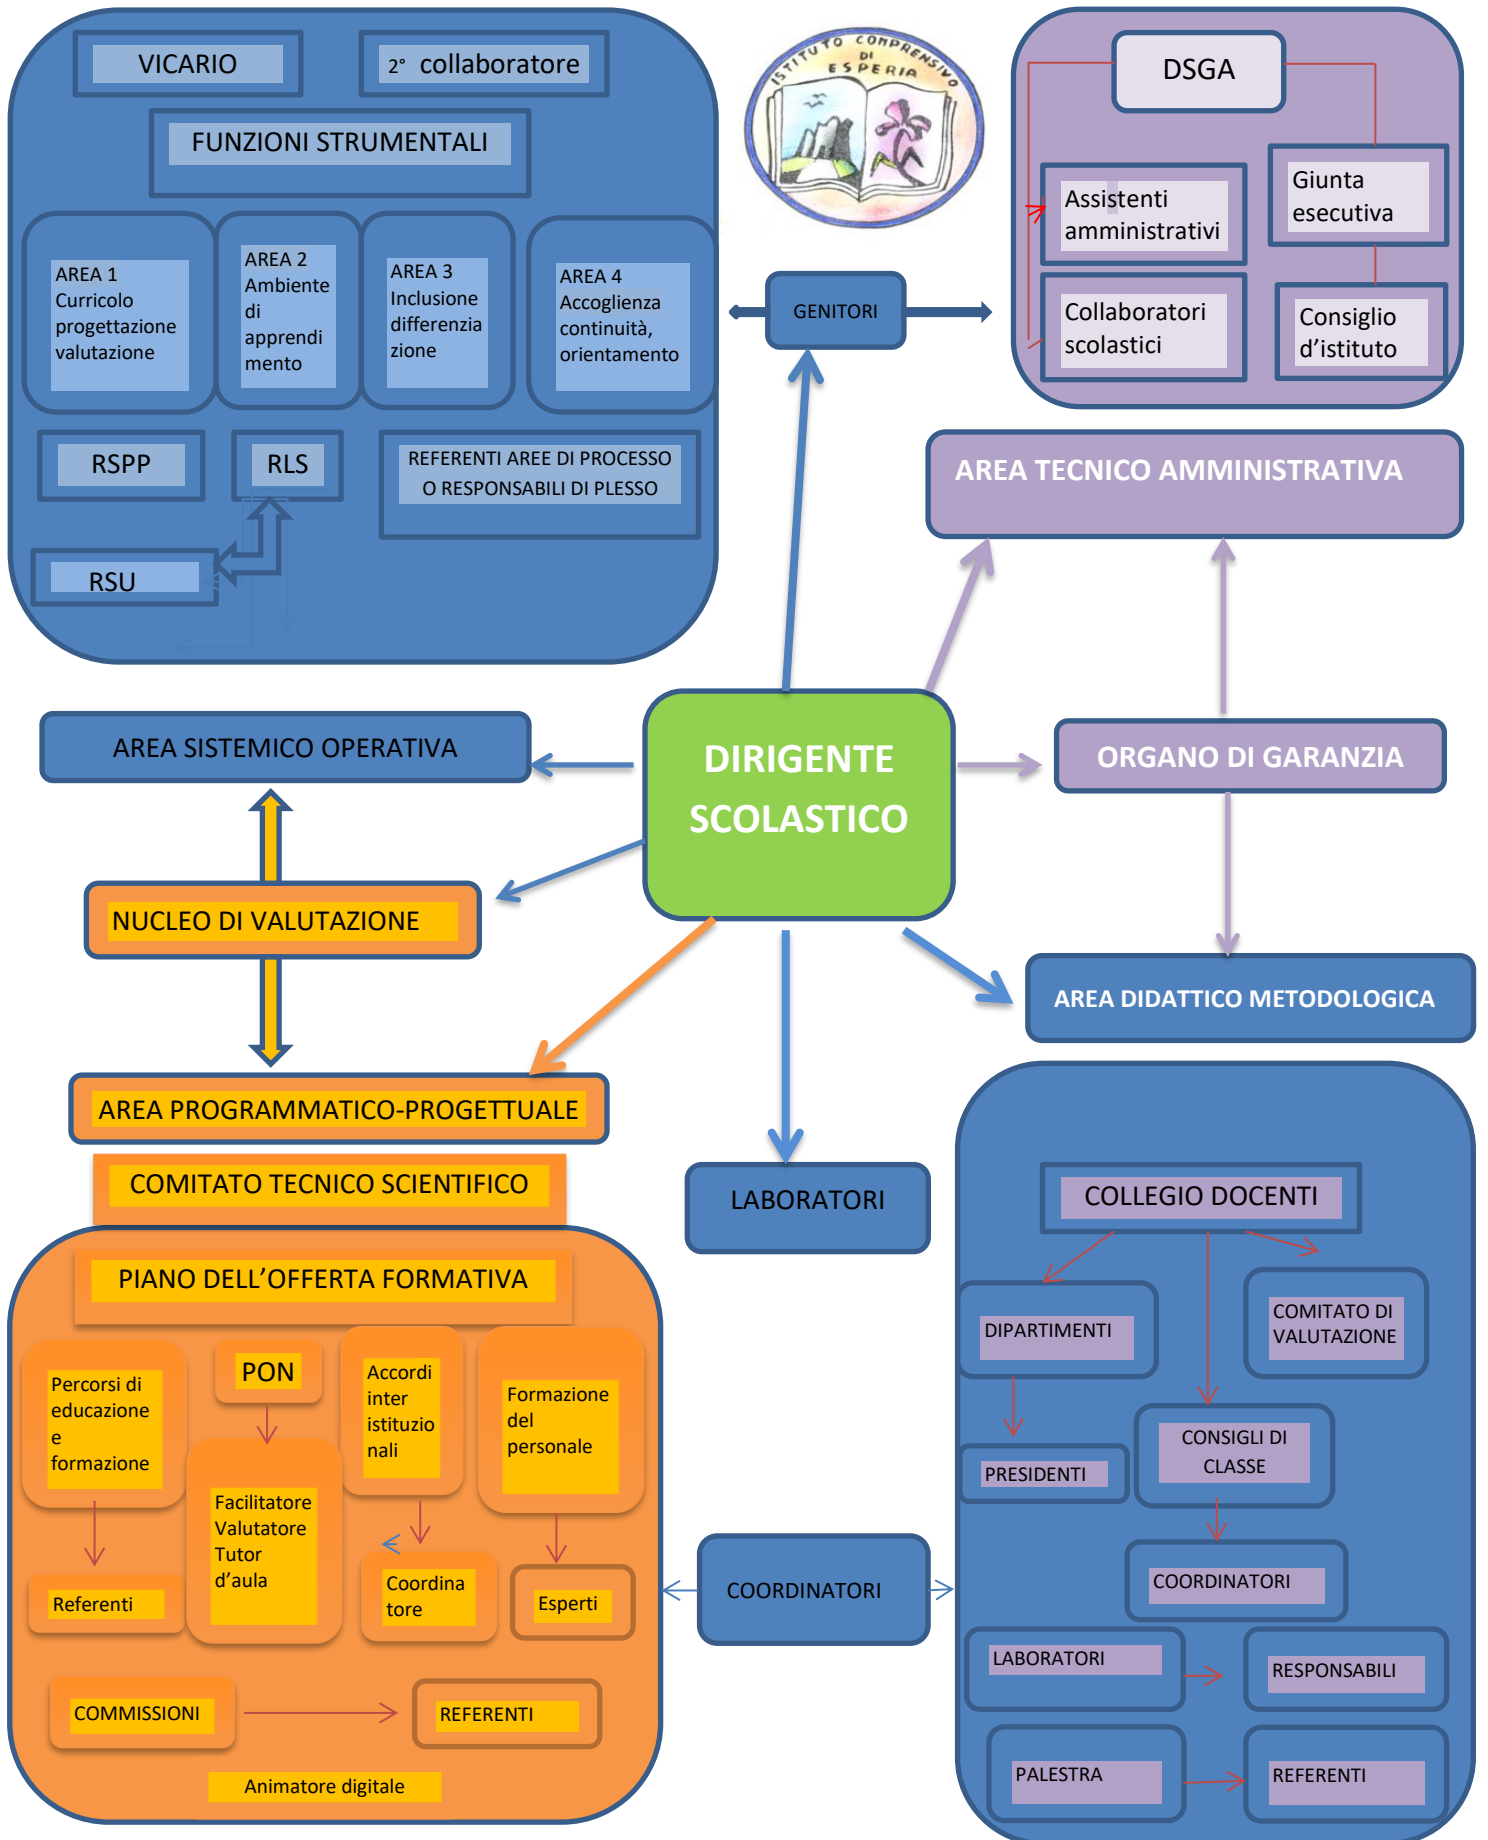 VICARIO
2° collaboratore
FUNZIONI STRUMENTALI
AREA 1
Curricolo
progettazione
valutazione
AREA 2
Ambiente
di
apprendi
mento
AREA 3
Inclusione
differenzia
zione
AREA 4
Accoglienza
continuità,
orientamento
RSPP
RLS
REFERENTI AREE DI PROCESSO
O RESPONSABILI DI PLESSO
RSU
ISTITUTO COMPRENSIVO
DI
ESPERIA
GENITORI
DSGA
Assistenti
amministrativi
Giunta
esecutiva
Collaboratori
scolastici
Consiglio
d’istituto
AREA TECNICO AMMINISTRATIVA
AREA SISTEMICO OPERATIVA
DIRIGENTE
SCOLASTICO
ORGANO DI GARANZIA
NUCLEO DI VALUTAZIONE
AREA DIDATTICO METODOLOGICA
AREA PROGRAMMATICO-PROGETTUALE
COMITATO TECNICO SCIENTIFICO
LABORATORI
PIANO DELL’OFFERTA FORMATIVA
Percorsi di
educazione
e
formazione
PON
Accordi
inter
istituzio
nali
Formazione
del
personale
Facilitatore
Valutatore
Tutor
d’aula
Referenti
Coordina
tore
Esperti
COMMISSIONI
REFERENTI
Animatore digitale
COORDINATORI
COLLEGIO DOCENTI
DIPARTIMENTI
COMITATO DI
VALUTAZIONE
PRESIDENTI
CONSIGLI DI
CLASSE
COORDINATORI
LABORATORI
RESPONSABILI
PALESTRA
REFERENTI